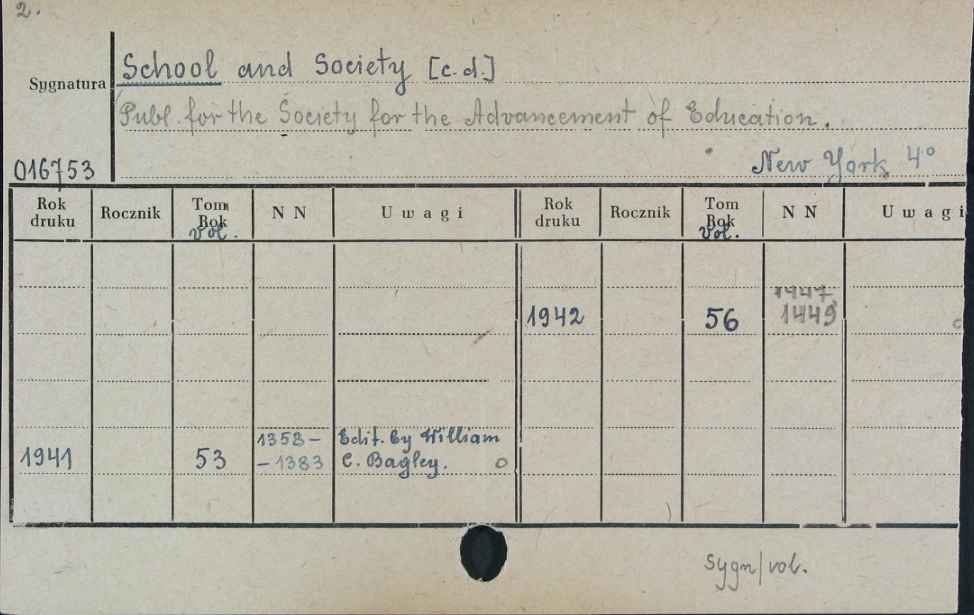 2.
School and Society [c.d.]
Sygnatura
Publ. for the Society for the Advancement of Education.
016753
New York 4°
Rok druku Rocznik Tom Rok vol. N N Uwagi Rok druku Rocznik Tom Rok vol. N N Uwagi
1447,
1942 56 1449
1353-
Edit. by William
1941 53 -1383 C. Bagley. o
sygn/vol.